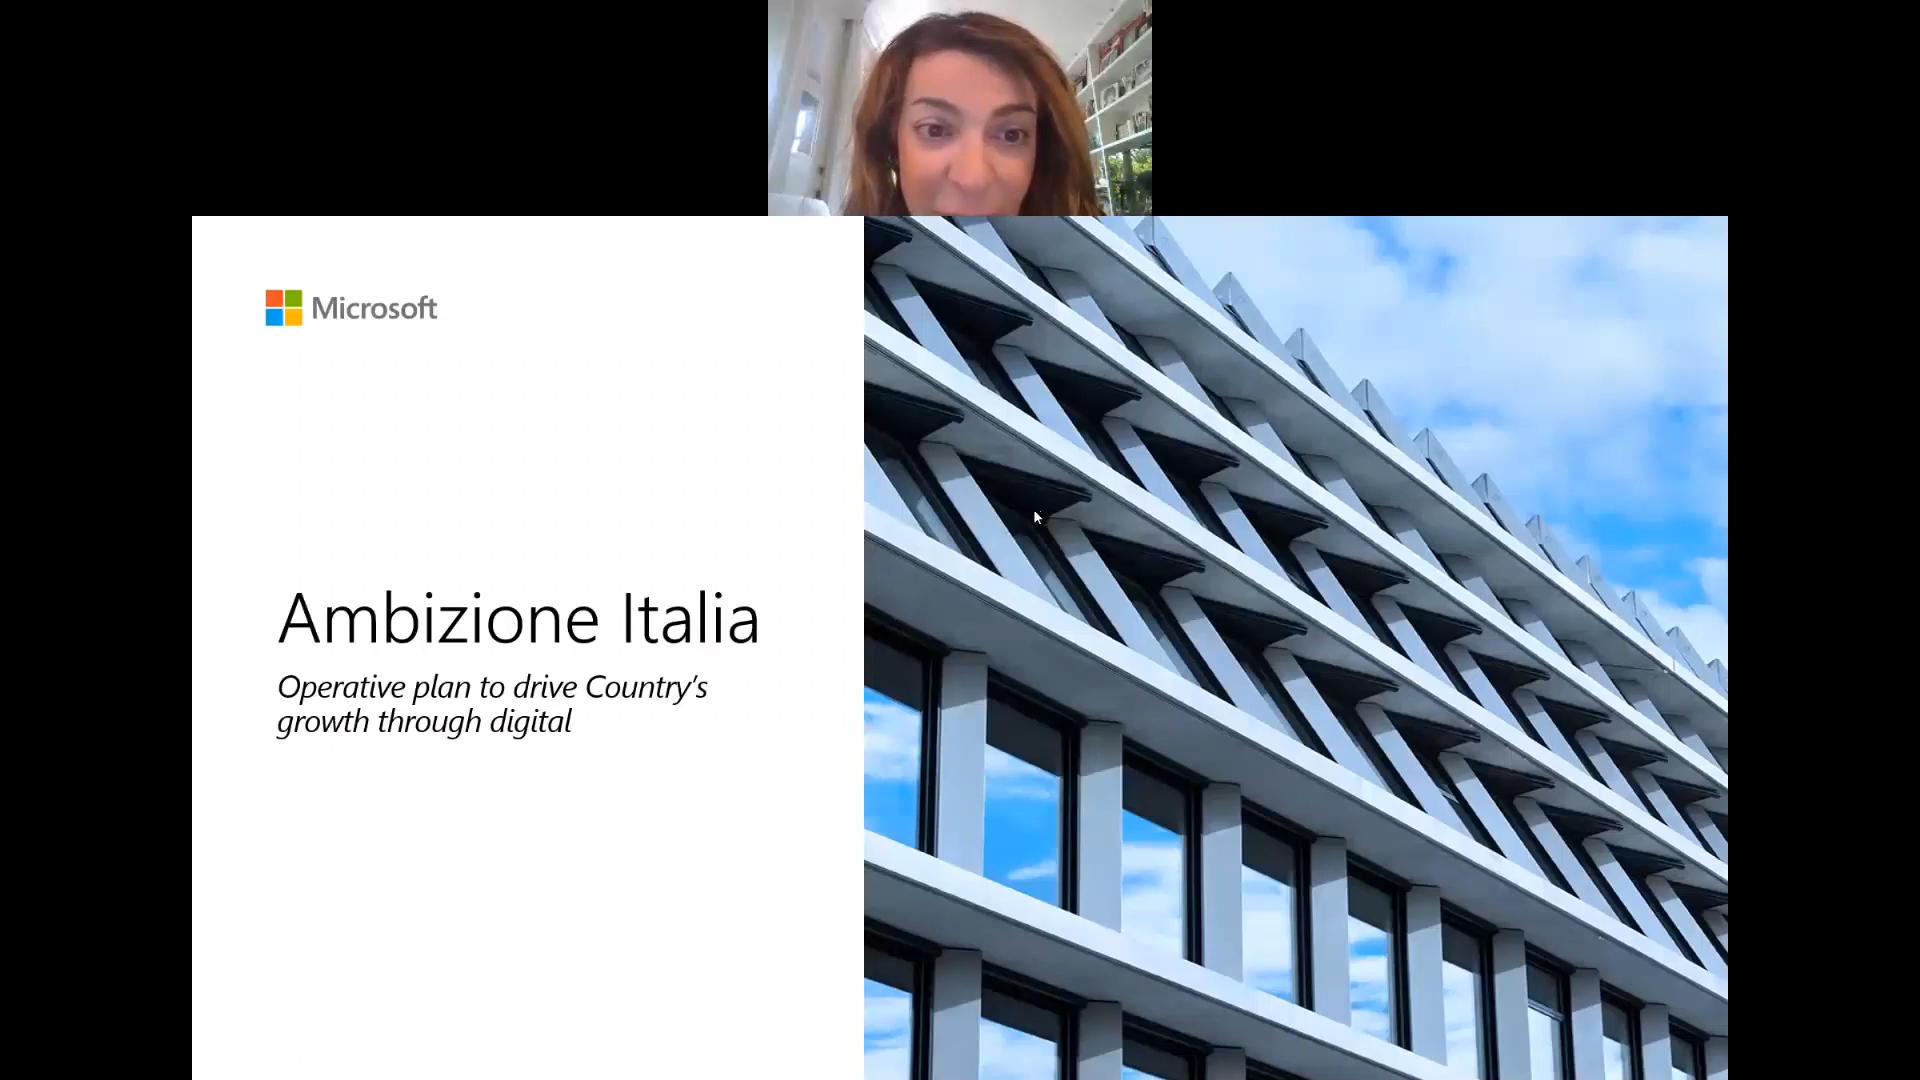 Microsoft
Ambizione Italia
Operative plan to drive Country's
growth through digital